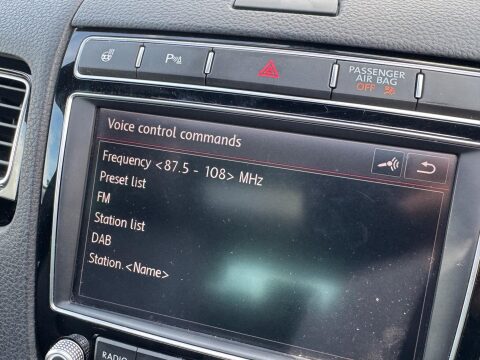 P
PASSENGER
AIR BAG
OFF
Voice control commands
Frequency <87.5 - 108> MHz
Preset list
FM
Station list
DAB
Station <Name>
RADIO